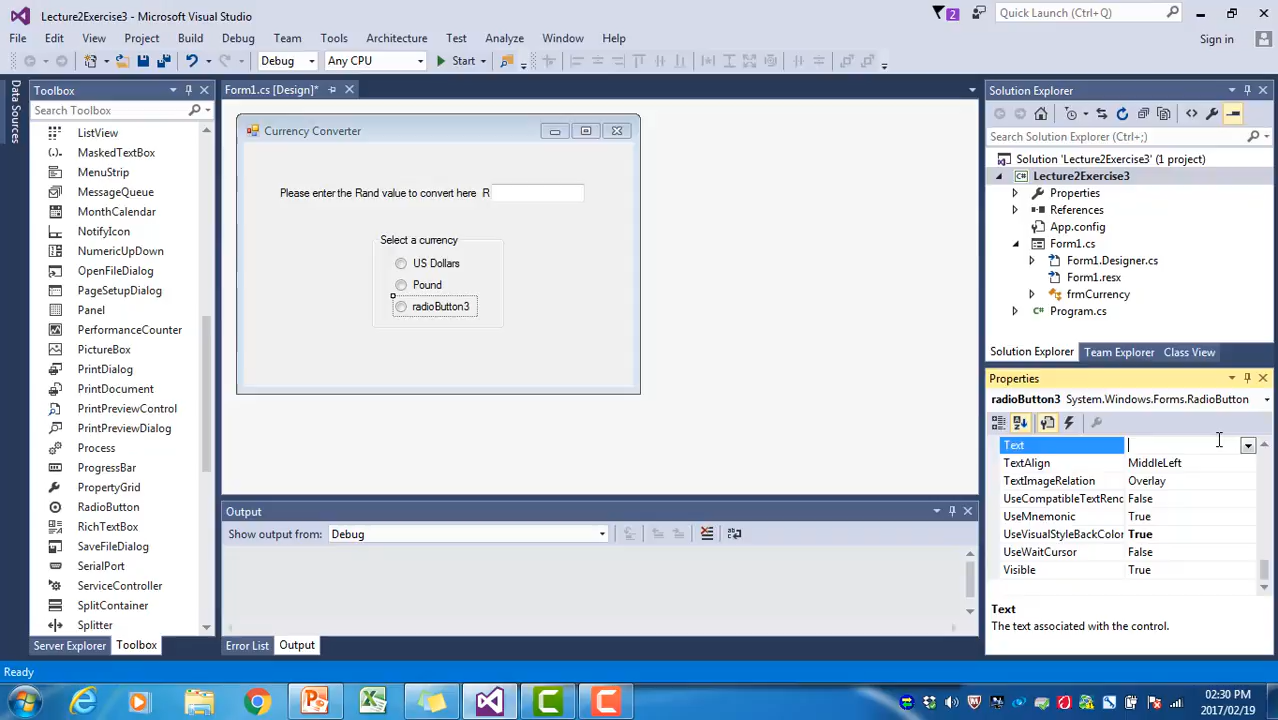 Lecture2Exercise3 - Microsoft Visual Studio
2
Quick Launch (Ctrl+Q)
File Edit View Project Build Debug Team Tools Architecture Test Analyze Window Help
Sign in
Debug
Any CPU
Start
Data Sources
Toolbox
Search Toolbox
ListView
MaskedTextBox
MenuStrip
MessageQueue
MonthCalendar
NotifyIcon
NumericUpDown
OpenFileDialog
PageSetupDialog
Panel
PerformanceCounter
PictureBox
PrintDialog
PrintDocument
PrintPreviewControl
PrintPreviewDialog
Process
ProgressBar
PropertyGrid
RadioButton
RichTextBox
SaveFileDialog
SerialPort
ServiceController
SplitContainer
Splitter
Server Explorer
Toolbox
Form1.cs [Design]*
Currency Converter
Please enter the Rand value to convert here R
Select a currency
US Dollars
Pound
radioButton3
Output
Show output from: Debug
Error List
Output
Solution Explorer
Search Solution Explorer (Ctrl+;)
Solution 'Lecture2Exercise3' (1 project)
Lecture2Exercise3
Properties
References
App.config
Form1.cs
Form1.Designer.cs
Form1.resx
frmCurrency
Program.cs
Solution Explorer Team Explorer Class View
Properties
radioButton3 System.Windows.Forms.RadioButton
Text
TextAlign MiddleLeft
TextImageRelation Overlay
UseCompatibleTextRend False
UseMnemonic True
UseVisualStyleBackColor True
UseWaitCursor False
Visible True
Text
The text associated with the control.
Ready
02:30 PM
2017/02/19